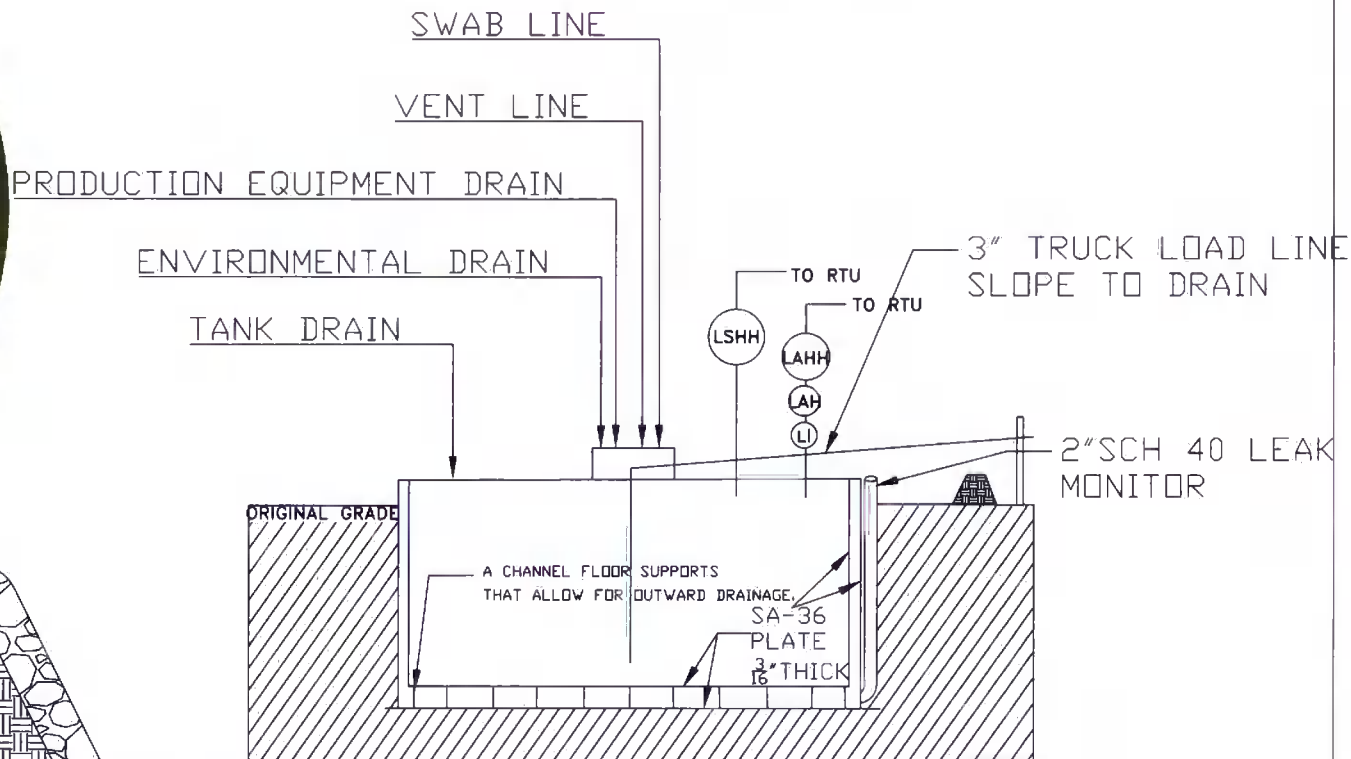 SWAB LINE
VENT LINE
PRODUCTION EQUIPMENT DRAIN
ENVIRONMENTAL DRAIN
TANK DRAIN
3" TRUCK LOAD LINE
SLOPE TO DRAIN
TO RTU
TO RTU
LSHH
LAHH
LAH
LI
2"SCH 40 LEAK
MONITOR
ORIGINAL GRADE
A CHANNEL FLOOR SUPPORTS
THAT ALLOW FOR OUTWARD DRAINAGE.
SA-36
PLATE
3/16" THICK